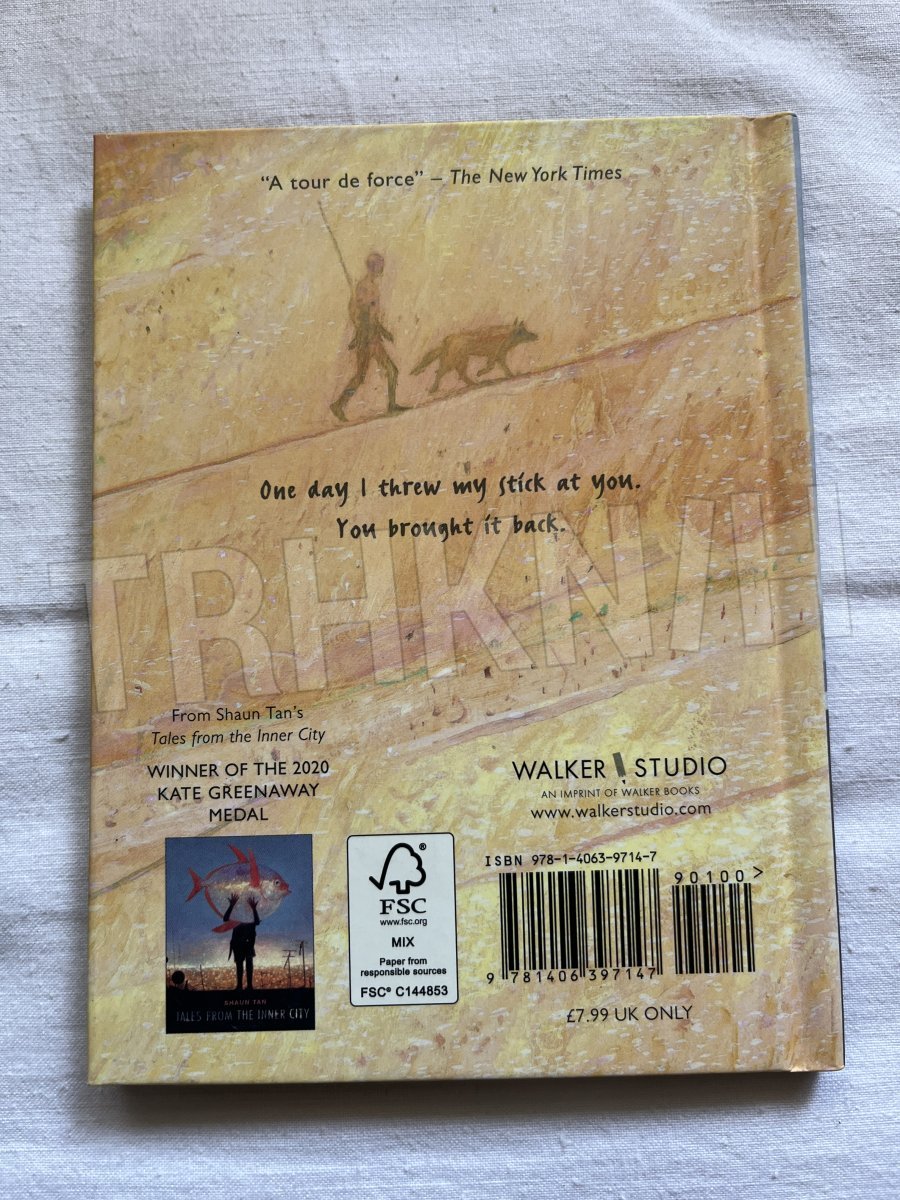 “A tour de force” – The New York Times
One day I threw my stick at you.
You brought it back.
TRHKNYH
From Shaun Tan’s
Tales from the Inner City
WINNER OF THE 2020
KATE GREENAWAY
MEDAL
SHAUN TAN
TALES FROM THE INNER CITY
FSC®
www.fsc.org
MIX
Paper from
responsible sources
FSC® C144853
WALKER STUDIO
AN IMPRINT OF WALKER BOOKS
www.walkerstudio.com
ISBN 978-1-4063-9714-7
90100>
9 781406 397147
£7.99 UK ONLY